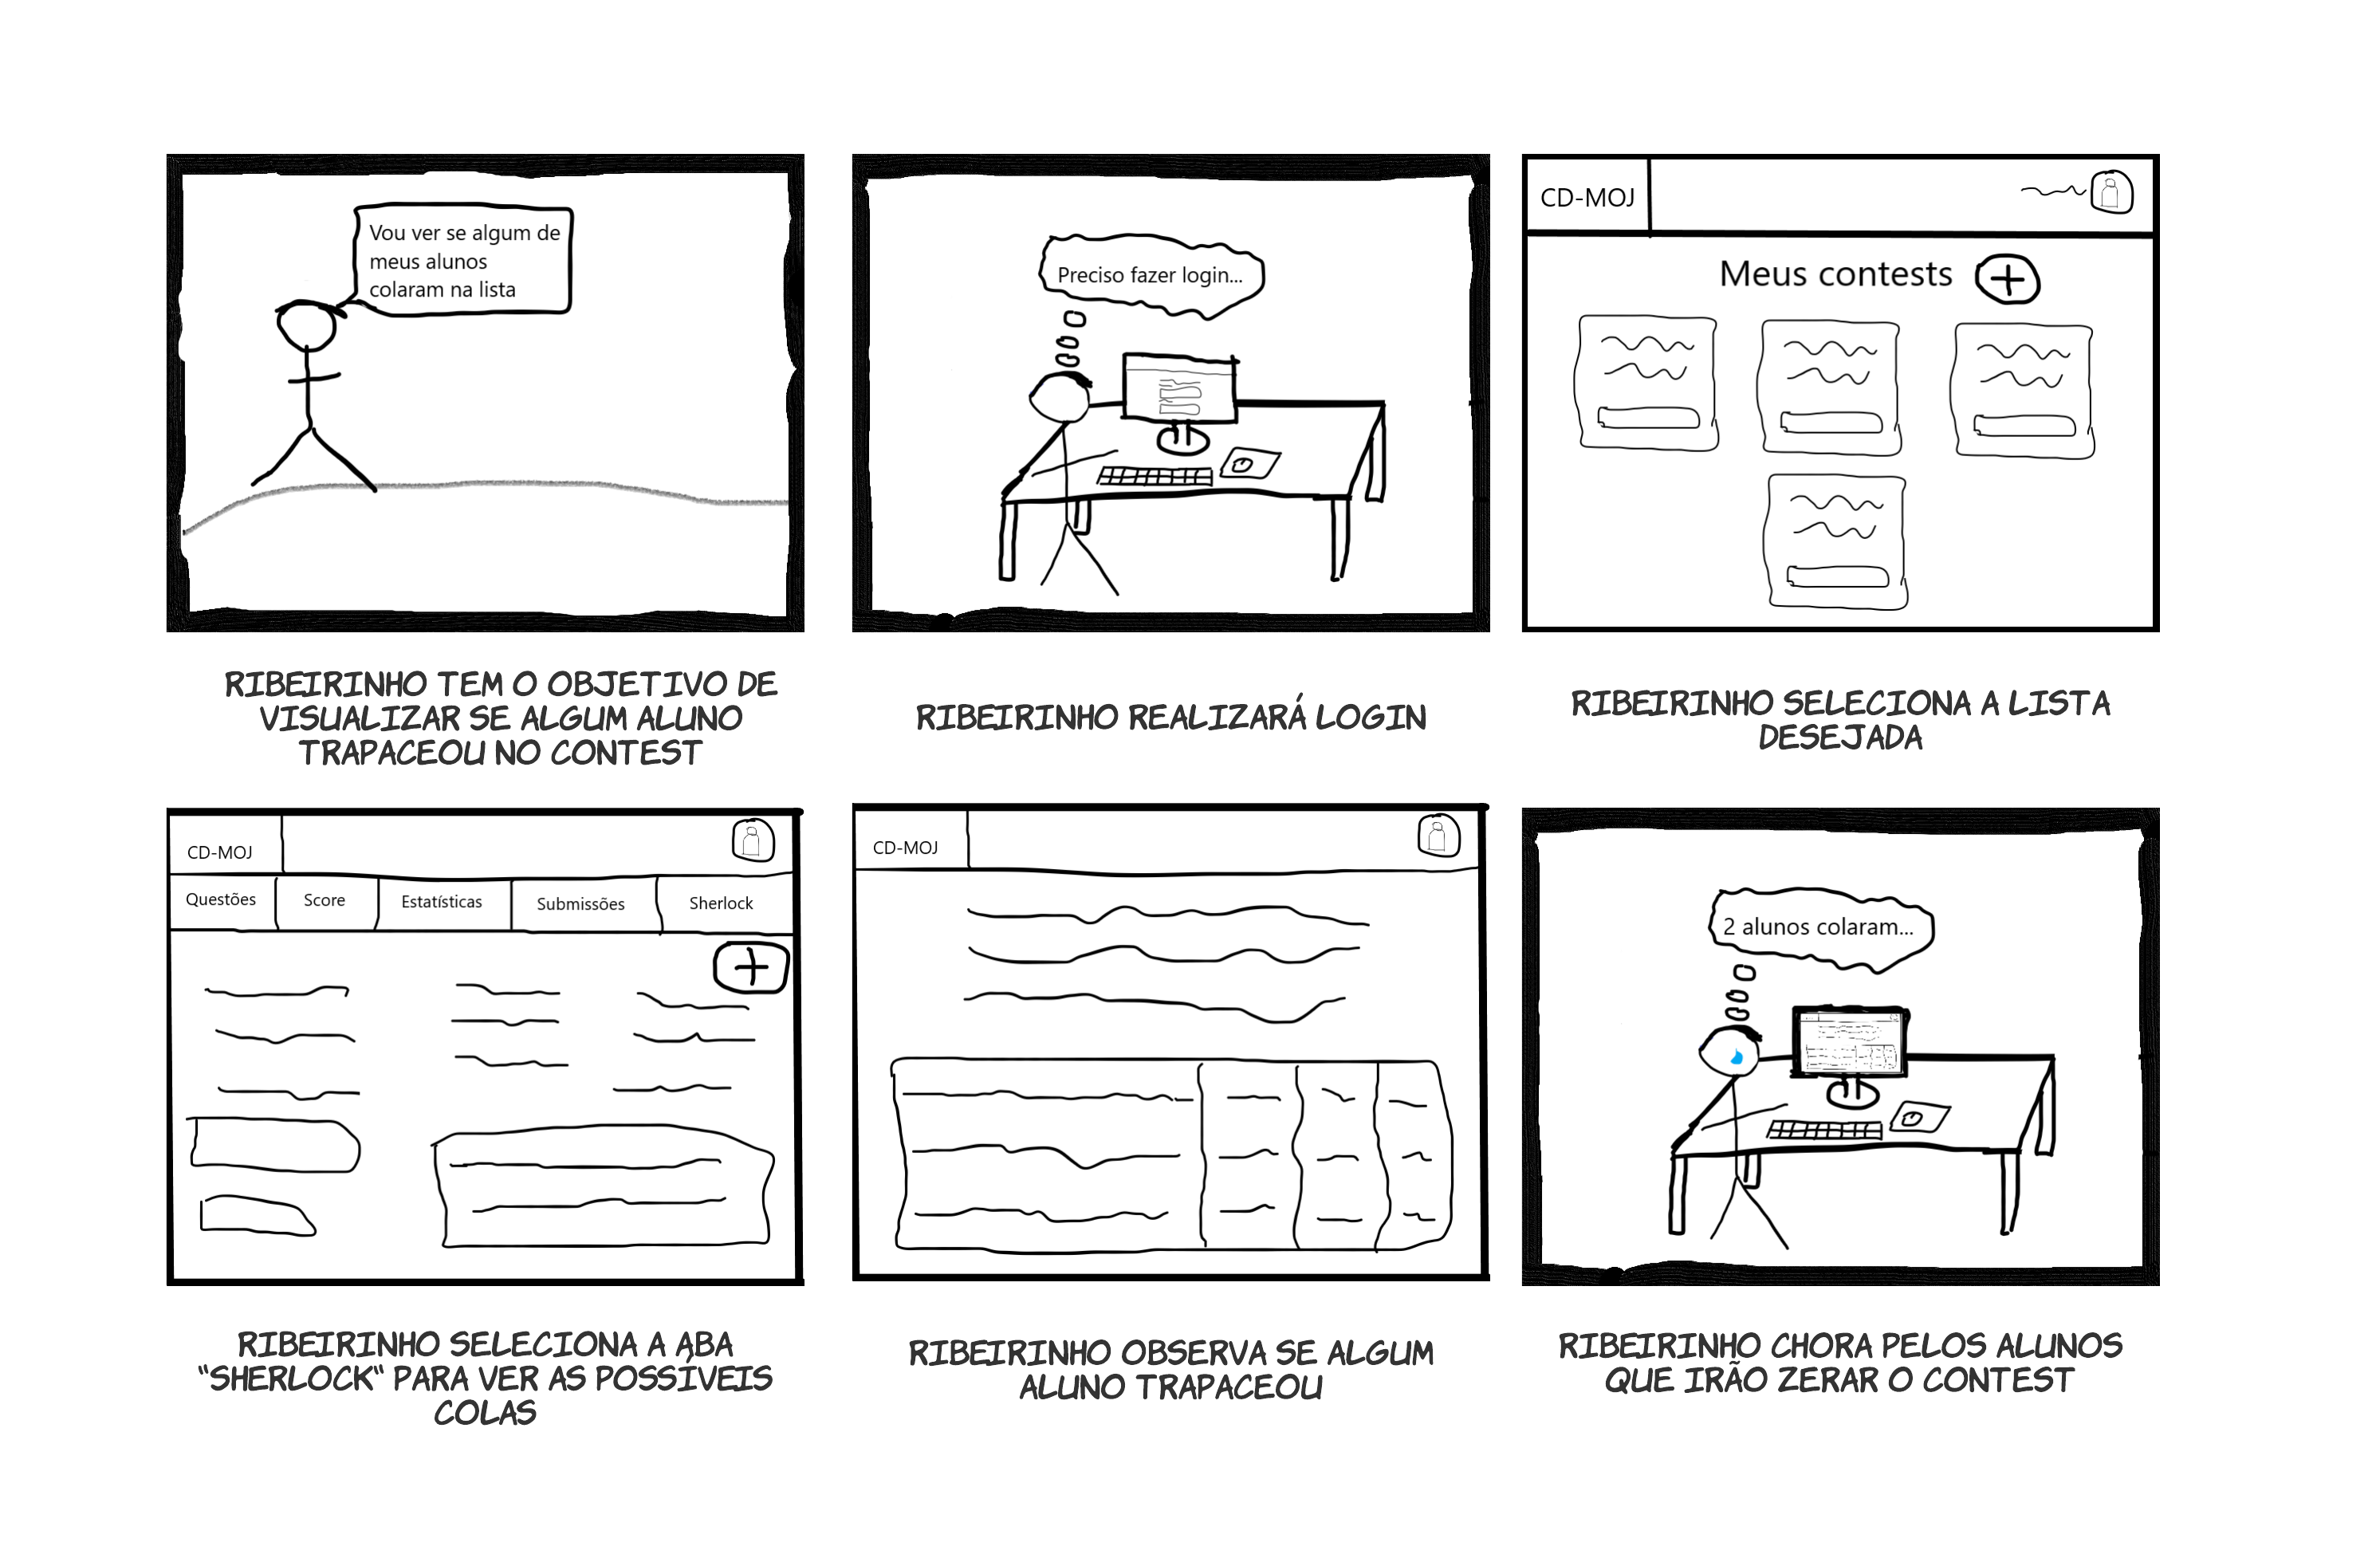 Vou ver se algum de
meus alunos
colaram na lista
RIBEIRINHO TEM O OBJETIVO DE
VISUALIZAR SE ALGUM ALUNO
TRAPACEOU NO CONTEST
Preciso fazer login...
RIBEIRINHO REALIZARÁ LOGIN
CD-MOJ
Meus contests
RIBEIRINHO SELECIONA A LISTA
DESEJADA
CD-MOJ
Questões Score Estatísticas Submissões Sherlock
RIBEIRINHO SELECIONA A ABA
"SHERLOCK" PARA VER AS POSSÍVEIS
COLAS
CD-MOJ
RIBEIRINHO OBSERVA SE ALGUM
ALUNO TRAPACEOU
2 alunos colaram...
RIBEIRINHO CHORA PELOS ALUNOS
QUE IRÃO ZERAR O CONTEST